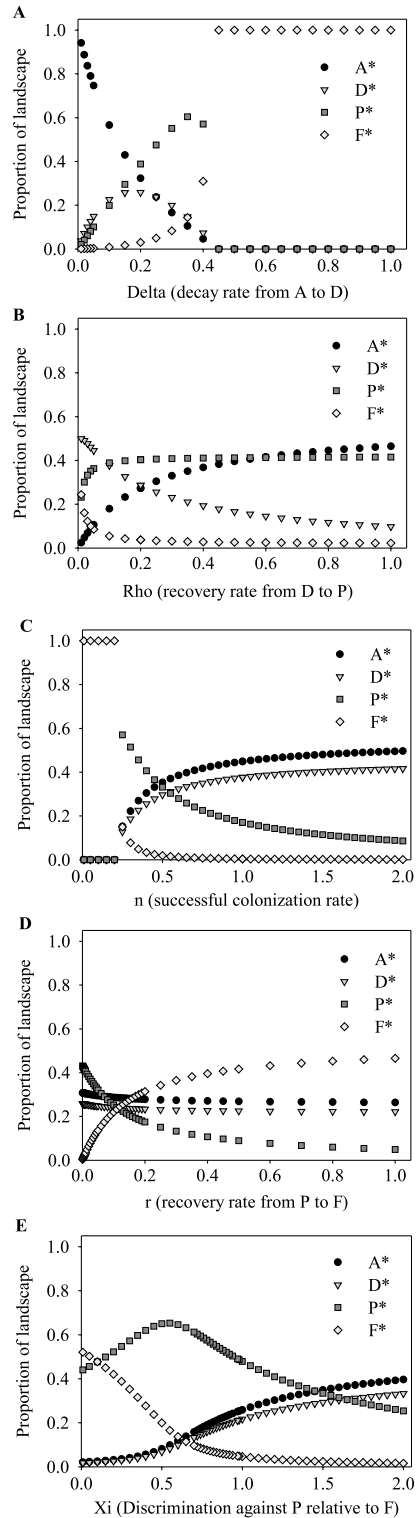 A
Proportion of landscape
1.0
0.8
0.6
0.4
0.2
0.0
A*
D*
P*
F*
0.0 0.2 0.4 0.6 0.8 1.0
Delta (decay rate from A to D)
B
Proportion of landscape
1.0
0.8
0.6
0.4
0.2
0.0
A*
D*
P*
F*
0.0 0.2 0.4 0.6 0.8 1.0
Rho (recovery rate from D to P)
C
Proportion of landscape
1.0
0.8
0.6
0.4
0.2
0.0
A*
D*
P*
F*
0.0 0.5 1.0 1.5 2.0
n (successful colonization rate)
D
Proportion of landscape
1.0
0.8
0.6
0.4
0.2
0.0
A*
D*
P*
F*
0.0 0.2 0.4 0.6 0.8 1.0
r (recovery rate from P to F)
E
Proportion of landscape
1.0
0.8
0.6
0.4
0.2
0.0
A*
D*
P*
F*
0.0 0.5 1.0 1.5 2.0
Xi (Discrimination against P relative to F)